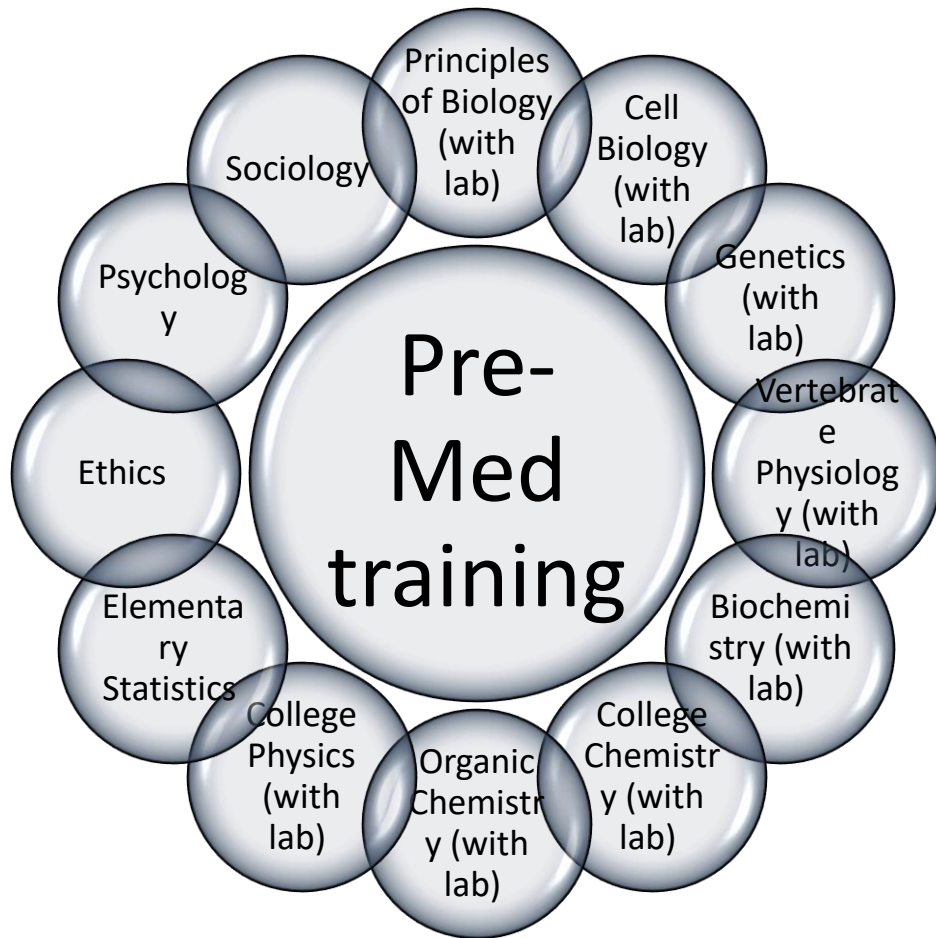 Principles
of Biology
(with
lab)
Cell
Biology
(with
lab)
Genetics
(with
lab)
Vertebrat
e
Physiolog
y (with
lab)
Biochemi
stry (with
lab)
College
Chemistr
y (with
lab)
Organic
Chemistr
y (with
lab)
College
Physics
(with
lab)
Elementa
ry
Statistics
Ethics
Psycholog
y
Sociology
Pre-
Med
training